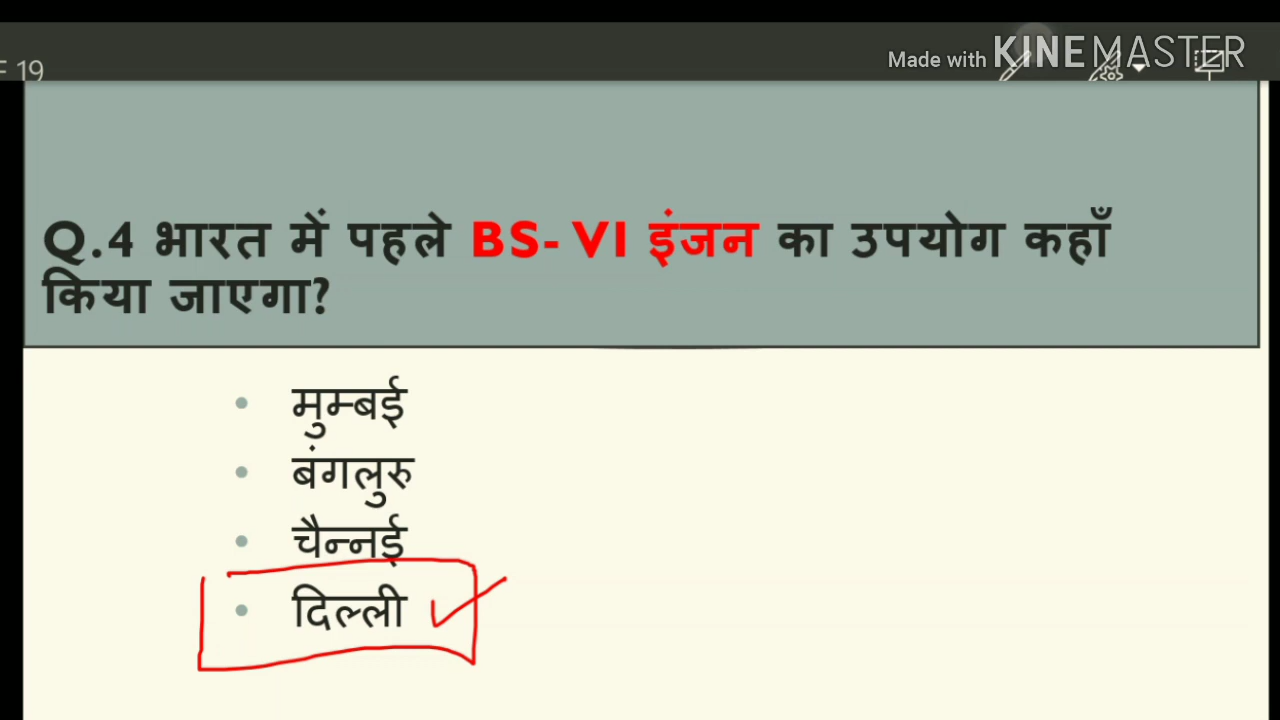 Made with KINEMASTER
F 19
Q.4 भारत में पहले BS- VI इंजन का उपयोग कहाँ
किया जाएगा?
• मुम्बई
• बंगलुरु
• चैन्नई
• दिल्ली